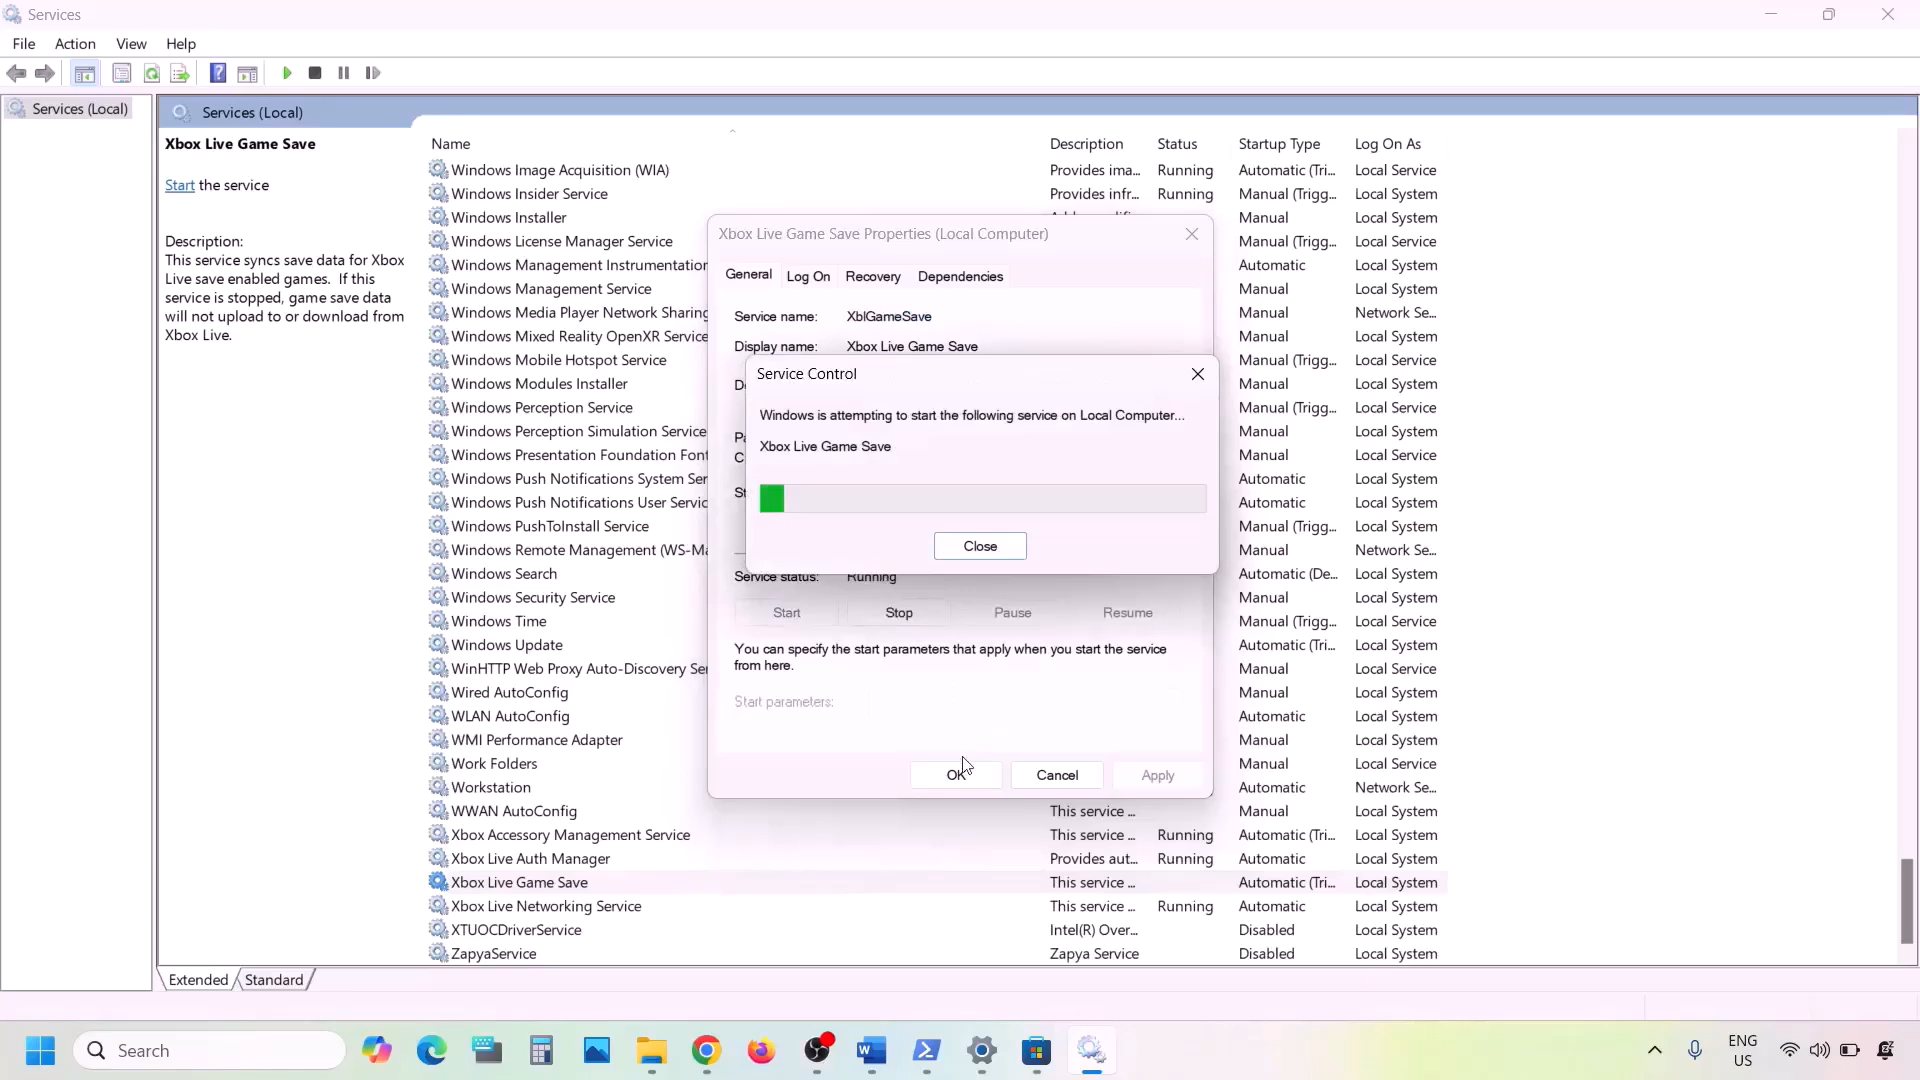 Services
File Action View Help
Services (Local)
Services (Local)
Xbox Live Game Save
Start the service
Description:
This service syncs save data for Xbox
Live save enabled games. If this
service is stopped, game save data
will not upload to or download from
Xbox Live.
Name Description Status Startup Type Log On As
Windows Image Acquisition (WIA) Provides ima... Running Automatic (Tri... Local Service
Windows Insider Service Provides infr... Running Manual (Trigg... Local System
Windows Installer Manual Local System
Windows License Manager Service Manual (Trigg... Local Service
Windows Management Instrumentation Automatic Local System
Windows Management Service Manual Local System
Windows Media Player Network Sharing Manual Network Se...
Windows Mixed Reality OpenXR Service Manual Local System
Windows Mobile Hotspot Service Manual (Trigg... Local Service
Windows Modules Installer Manual Local System
Windows Perception Service Manual (Trigg... Local Service
Windows Perception Simulation Service Manual Local System
Windows Presentation Foundation Font Manual Local Service
Windows Push Notifications System Ser Automatic Local System
Windows Push Notifications User Servic Automatic Local System
Windows PushToInstall Service Manual (Trigg... Local System
Windows Remote Management (WS-Ma Manual Network Se...
Windows Search Automatic (De... Local System
Windows Security Service Manual Local System
Windows Time Manual (Trigg... Local Service
Windows Update Automatic (Tri... Local System
WinHTTP Web Proxy Auto-Discovery Ser Manual Local Service
Wired AutoConfig Manual Local System
WLAN AutoConfig Automatic Local System
WMI Performance Adapter Manual Local System
Work Folders Manual Local Service
Workstation Automatic Network Se...
WWAN AutoConfig This service ... Manual Local System
Xbox Accessory Management Service This service ... Running Automatic (Tri... Local System
Xbox Live Auth Manager Provides aut... Running Automatic Local System
Xbox Live Game Save This service ... Automatic (Tri... Local System
Xbox Live Networking Service This service ... Running Automatic Local System
XTUOCDriverService Intel(R) Over... Disabled Local System
ZapyaService Zapya Service Disabled Local System
Xbox Live Game Save Properties (Local Computer)
General Log On Recovery Dependencies
Service name: XblGameSave
Display name: Xbox Live Game Save
Service Control
Windows is attempting to start the following service on Local Computer...
Xbox Live Game Save
Close
Service status: Running
Start Stop Pause Resume
You can specify the start parameters that apply when you start the service
from here.
Start parameters:
OK Cancel Apply
Extended Standard
Search
ENG
US